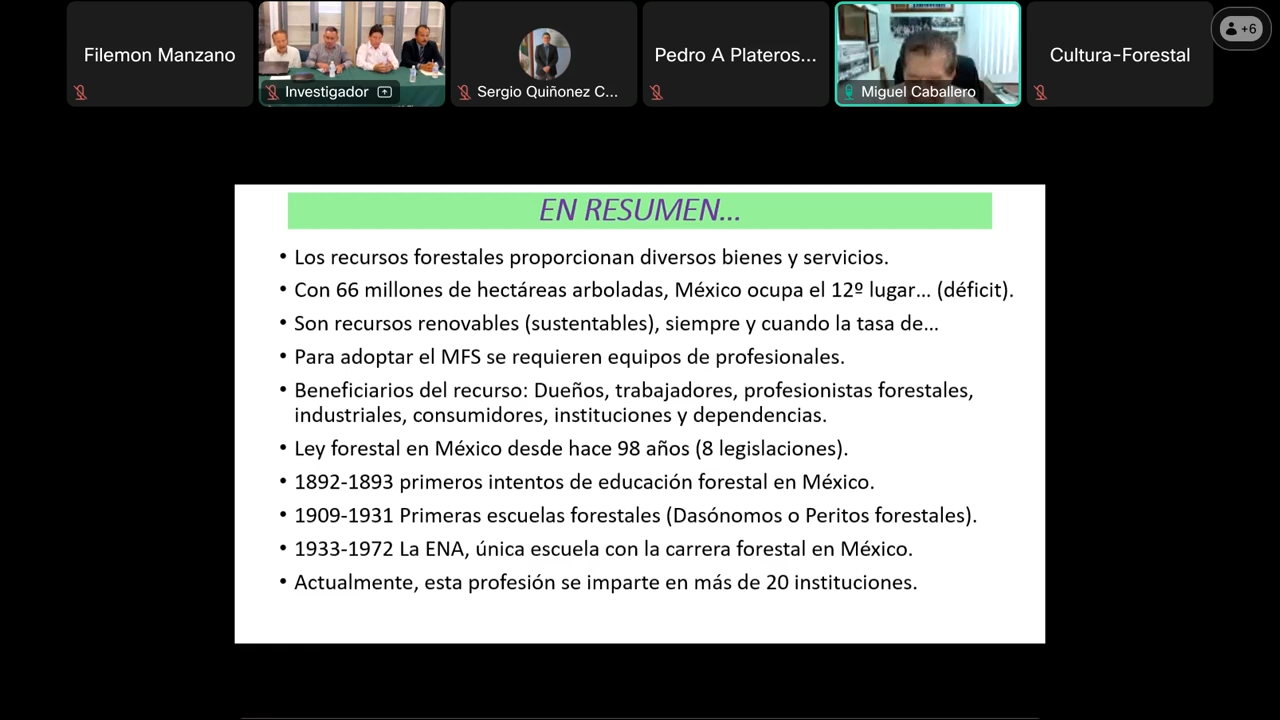 Filemon Manzano
Investigador
Sergio Quiñonez C...
Pedro A Plateros...
Miguel Caballero
Cultura-Forestal
+6
EN RESUMEN...
• Los recursos forestales proporcionan diversos bienes y servicios.
• Con 66 millones de hectáreas arboladas, México ocupa el 12º lugar... (déficit).
• Son recursos renovables (sustentables), siempre y cuando la tasa de...
• Para adoptar el MFS se requieren equipos de profesionales.
• Beneficiarios del recurso: Dueños, trabajadores, profesionistas forestales,
industriales, consumidores, instituciones y dependencias.
• Ley forestal en México desde hace 98 años (8 legislaciones).
• 1892-1893 primeros intentos de educación forestal en México.
• 1909-1931 Primeras escuelas forestales (Dasónomos o Peritos forestales).
• 1933-1972 La ENA, única escuela con la carrera forestal en México.
• Actualmente, esta profesión se imparte en más de 20 instituciones.